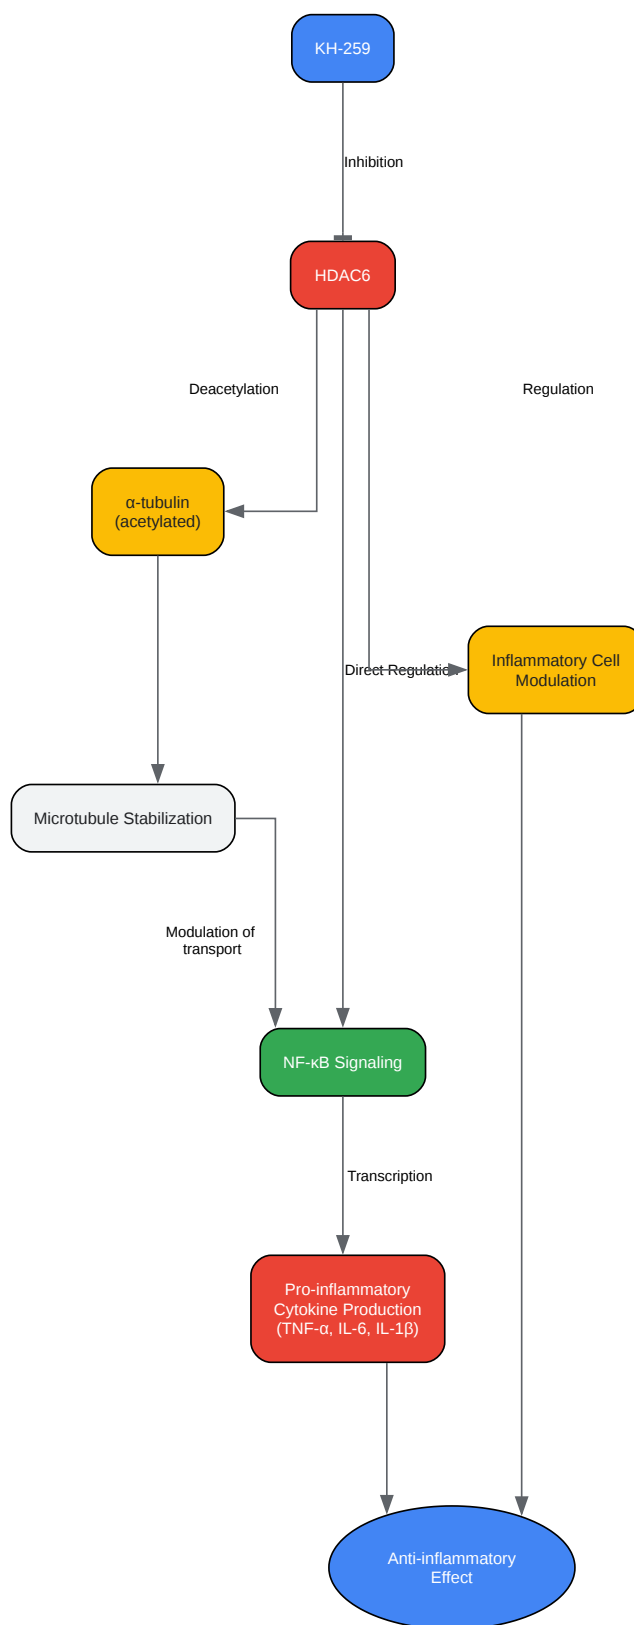 KH-259
Inhibition
HDAC6
Deacetylation
Regulation
α-tubulin
(acetylated)
Direct Regulation
Inflammatory Cell
Modulation
Microtubule Stabilization
Modulation of
transport
NF-κB Signaling
Transcription
Pro-inflammatory
Cytokine Production
(TNF-α, IL-6, IL-1β)
Anti-inflammatory
Effect